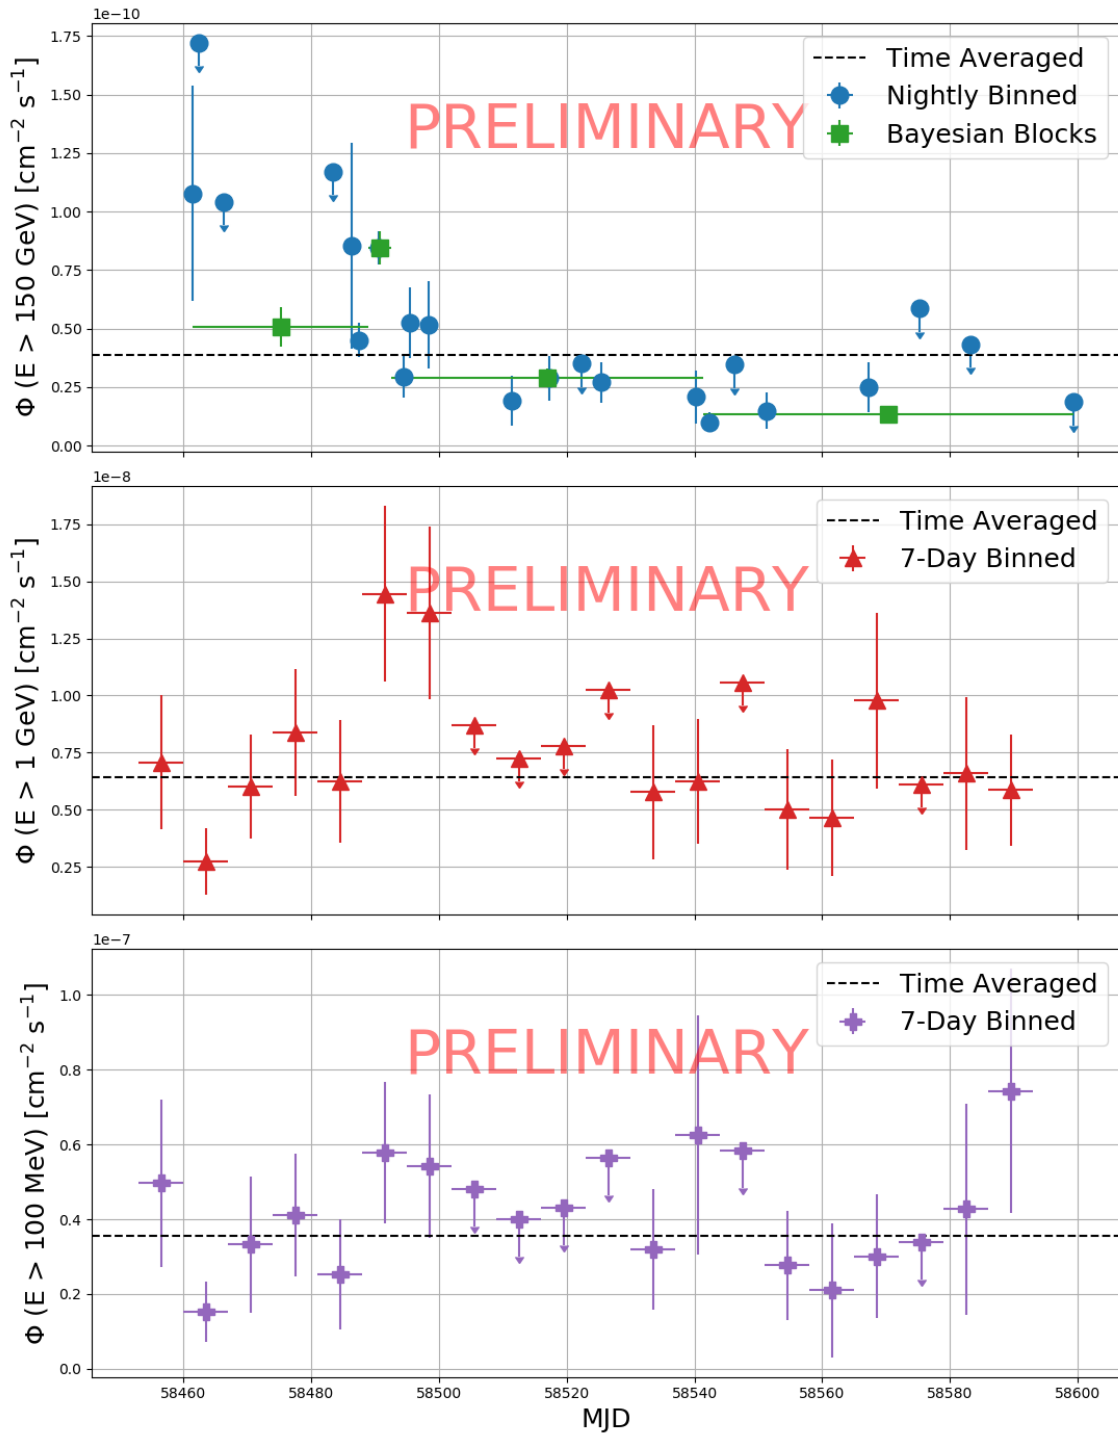 1e−10
Φ (E > 150 GeV) [cm⁻² s⁻¹]
1.75
1.50
1.25
1.00
0.75
0.50
0.25
0.00
PRELIMINARY
Time Averaged
Nightly Binned
Bayesian Blocks
1e−8
Φ (E > 1 GeV) [cm⁻² s⁻¹]
1.75
1.50
1.25
1.00
0.75
0.50
0.25
PRELIMINARY
Time Averaged
7-Day Binned
1e−7
Φ (E > 100 MeV) [cm⁻² s⁻¹]
1.0
0.8
0.6
0.4
0.2
0.0
PRELIMINARY
Time Averaged
7-Day Binned
58460 58480 58500 58520 58540 58560 58580 58600
MJD